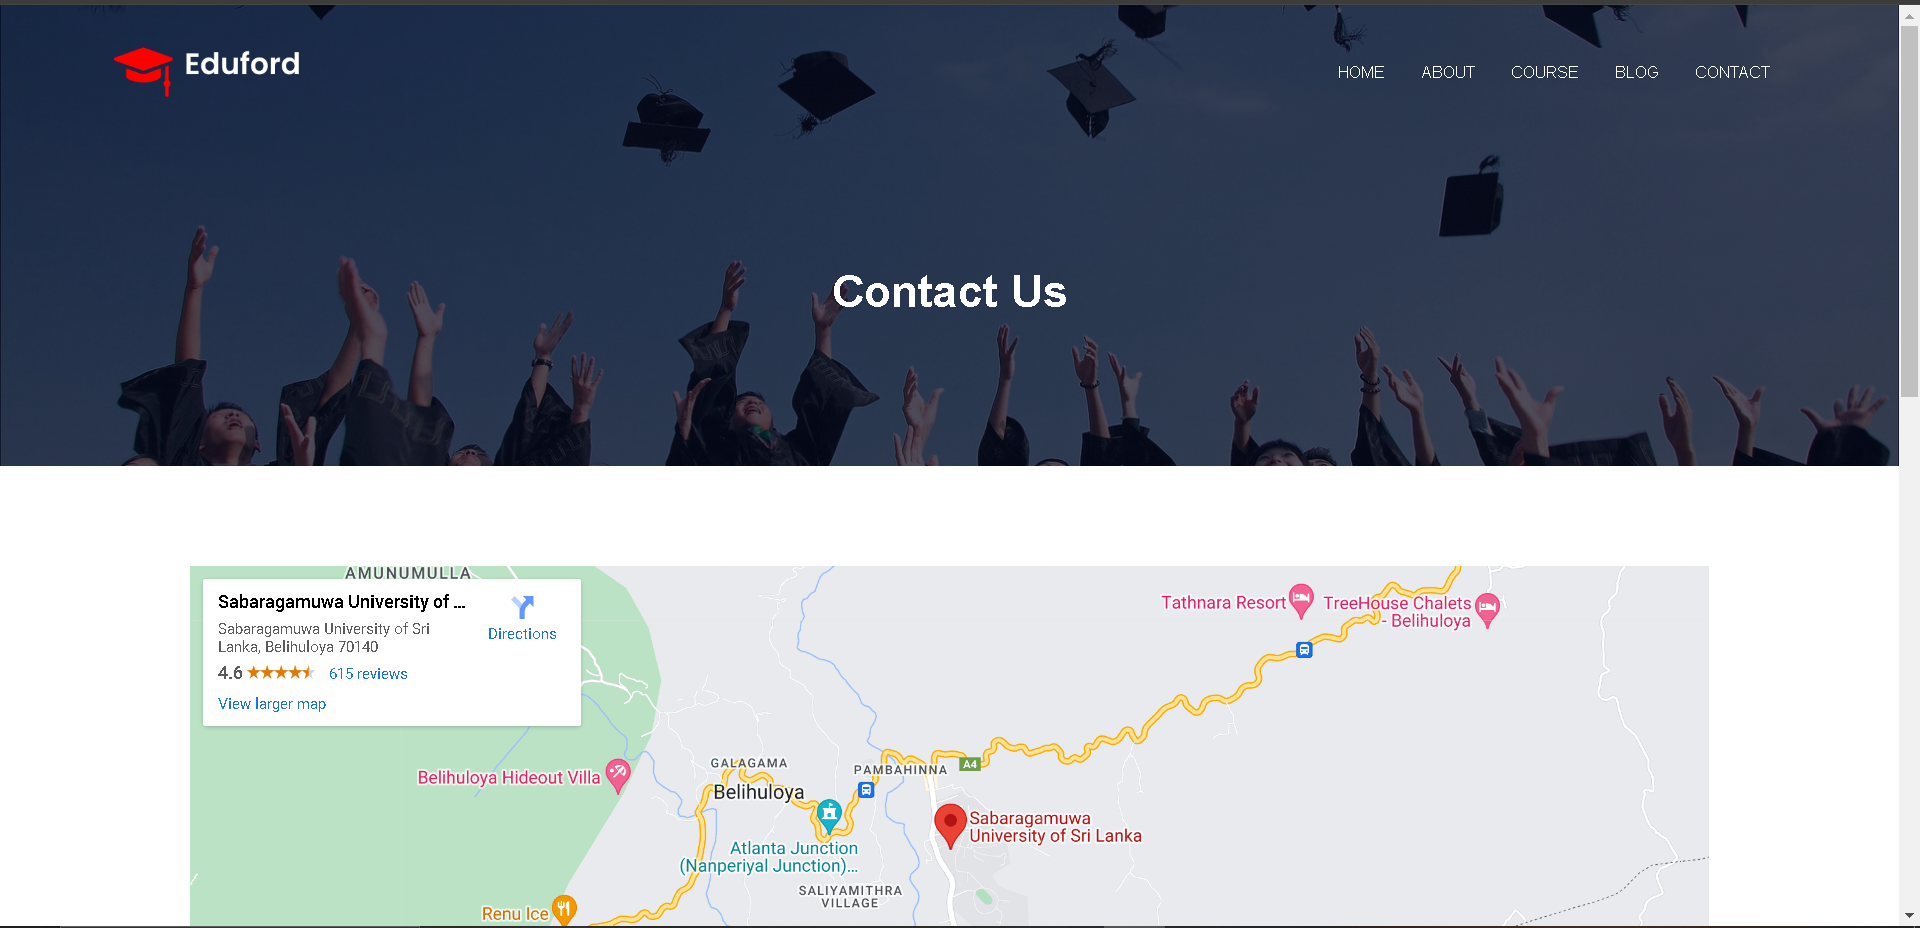 Eduford
HOME ABOUT COURSE BLOG CONTACT
Contact Us
AMUNUMULLA
Sabaragamuwa University of ...
Sabaragamuwa University of Sri
Lanka, Belihuloya 70140
Directions
4.6 615 reviews
View larger map
Tathnara Resort
TreeHouse Chalets
- Belihuloya
Belihuloya Hideout Villa
GALAGAMA
Belihuloya
PAMBAHINNA
A4
Sabaragamuwa
University of Sri Lanka
Atlanta Junction
(Nanperiyal Junction)...
SALIYAMITHRA
VILLAGE
Renu Ice